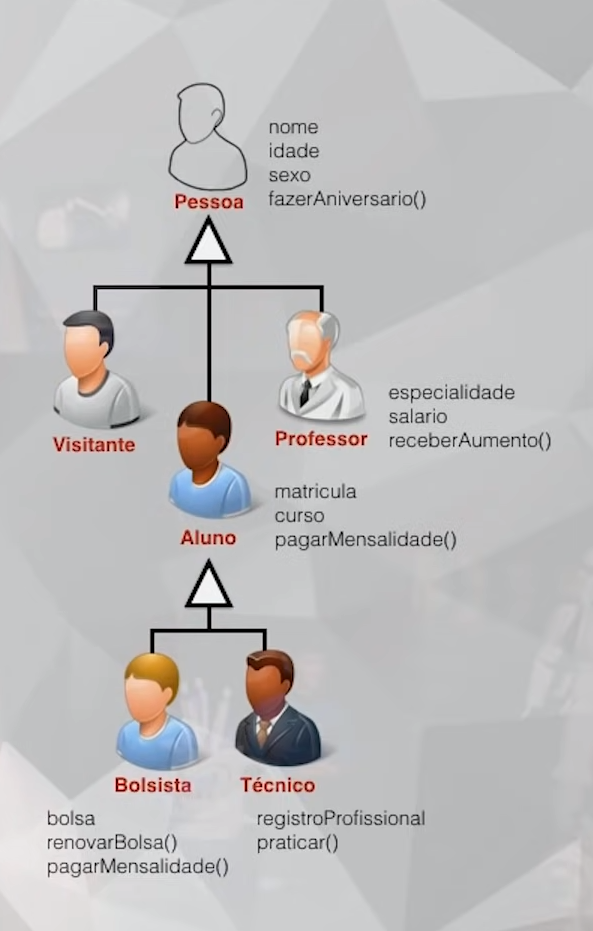 nome
idade
sexo
fazerAniversario()
Pessoa
Visitante
Professor
especialidade
salario
receberAumento()
Aluno
matricula
curso
pagarMensalidade()
Bolsista
bolsa
renovarBolsa()
pagarMensalidade()
Técnico
registroProfissional
praticar()